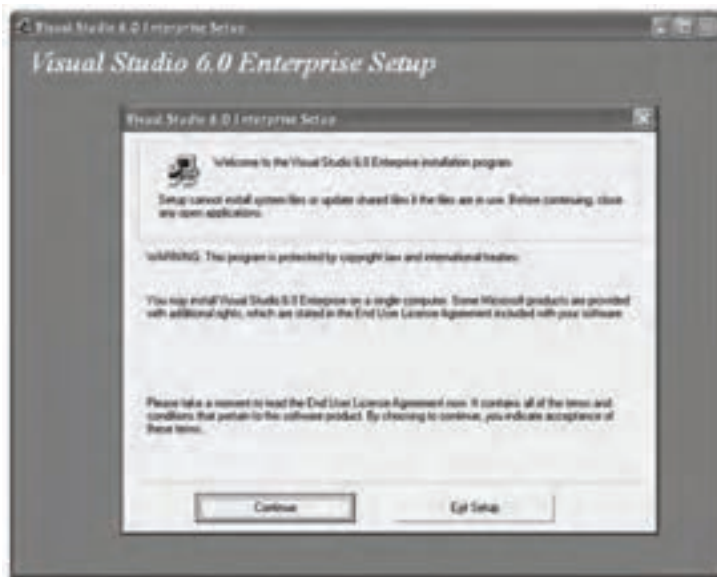 Visual Studio 6.0 Enterprise Setup
Visual Studio 6.0 Enterprise Setup
Visual Studio 6.0 Enterprise Setup
Welcome to the Visual Studio 6.0 Enterprise installation program.
Setup cannot install system files or update shared files if the files are in use. Before continuing, close
any open applications.
WARNING: This program is protected by copyright law and international treaties.
You may install Visual Studio 6.0 Enterprise on a single computer. Some Microsoft products are provided
with additional rights, which are stated in the End User License Agreement included with your software.
Please take a moment to read the End User License Agreement now. It contains all of the terms and
conditions that pertain to this software product. By choosing to continue, you indicate acceptance of
these terms.
Continue
Exit Setup